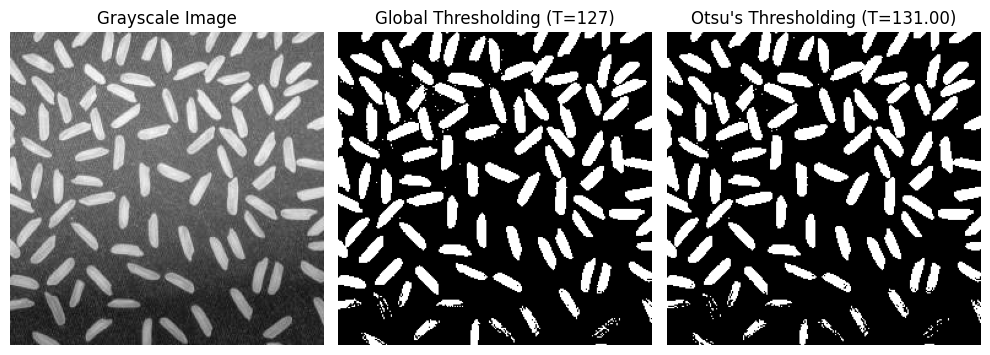 Grayscale Image
Global Thresholding (T=127)
Otsu's Thresholding (T=131.00)